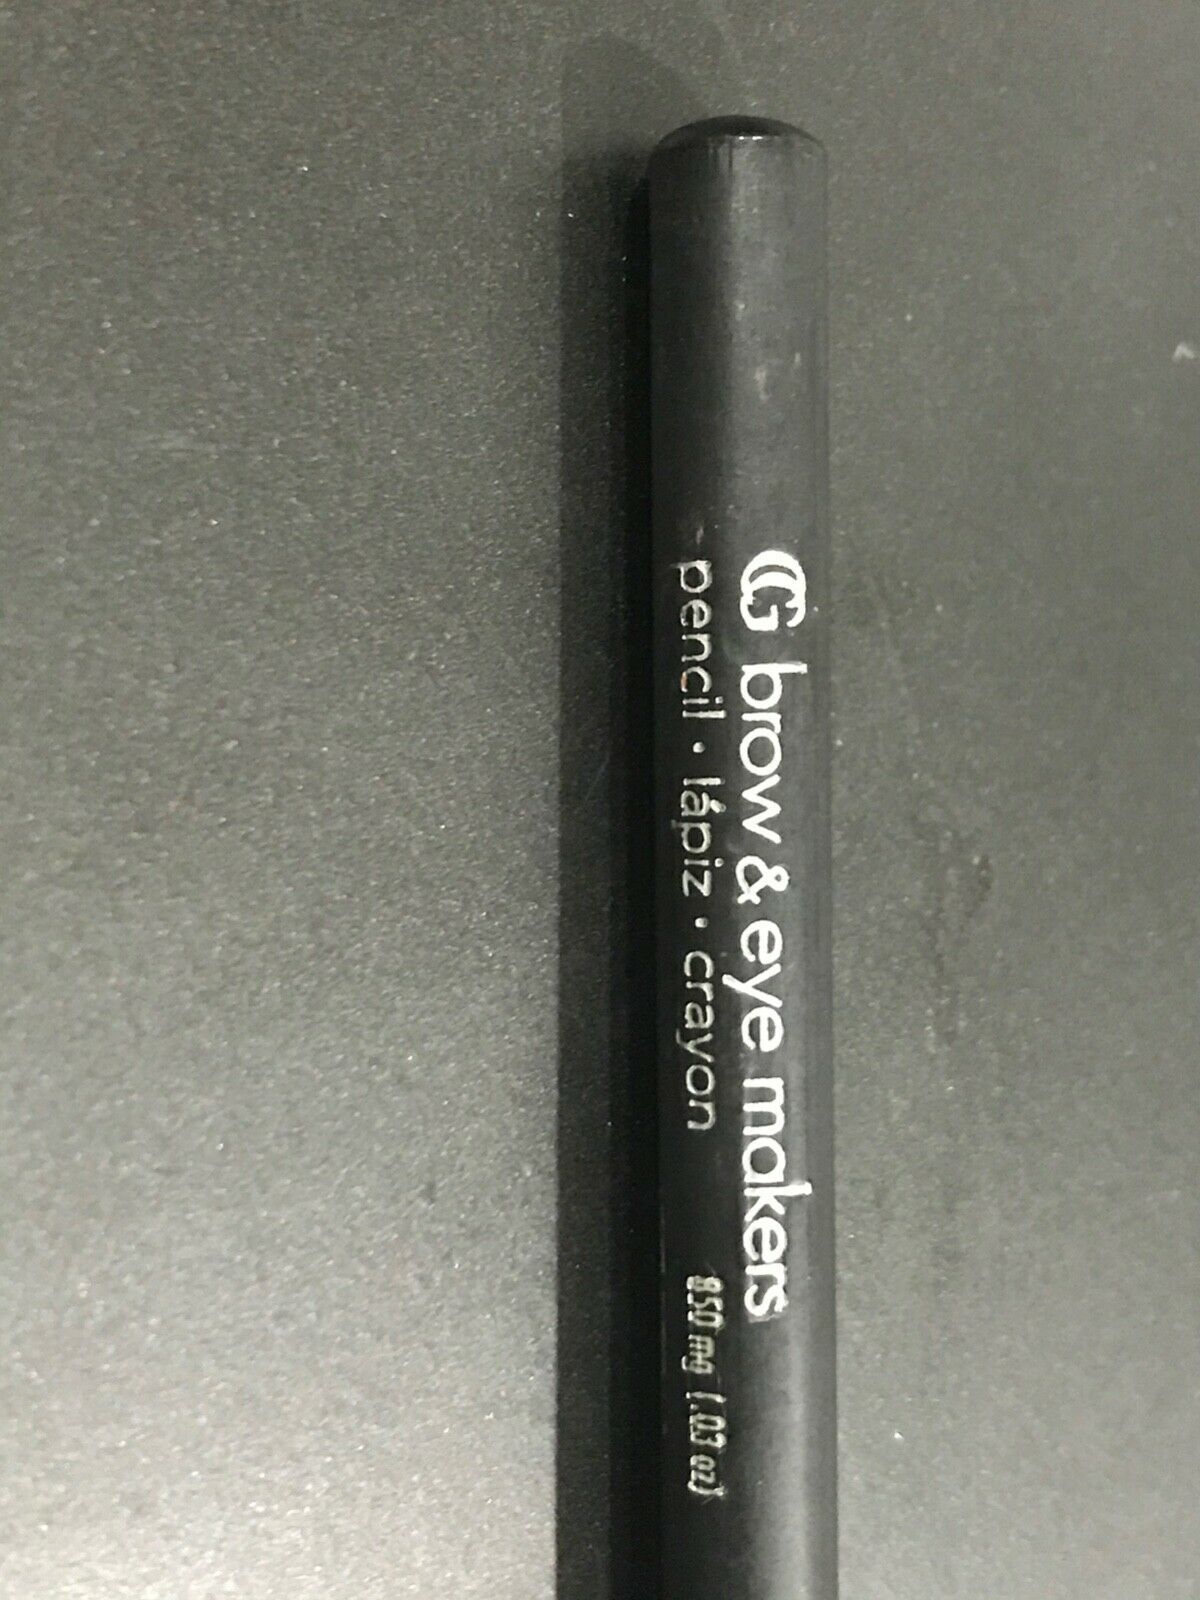 CG brow & eye makers
pencil · lápiz · crayon 850 mg (.03 oz)